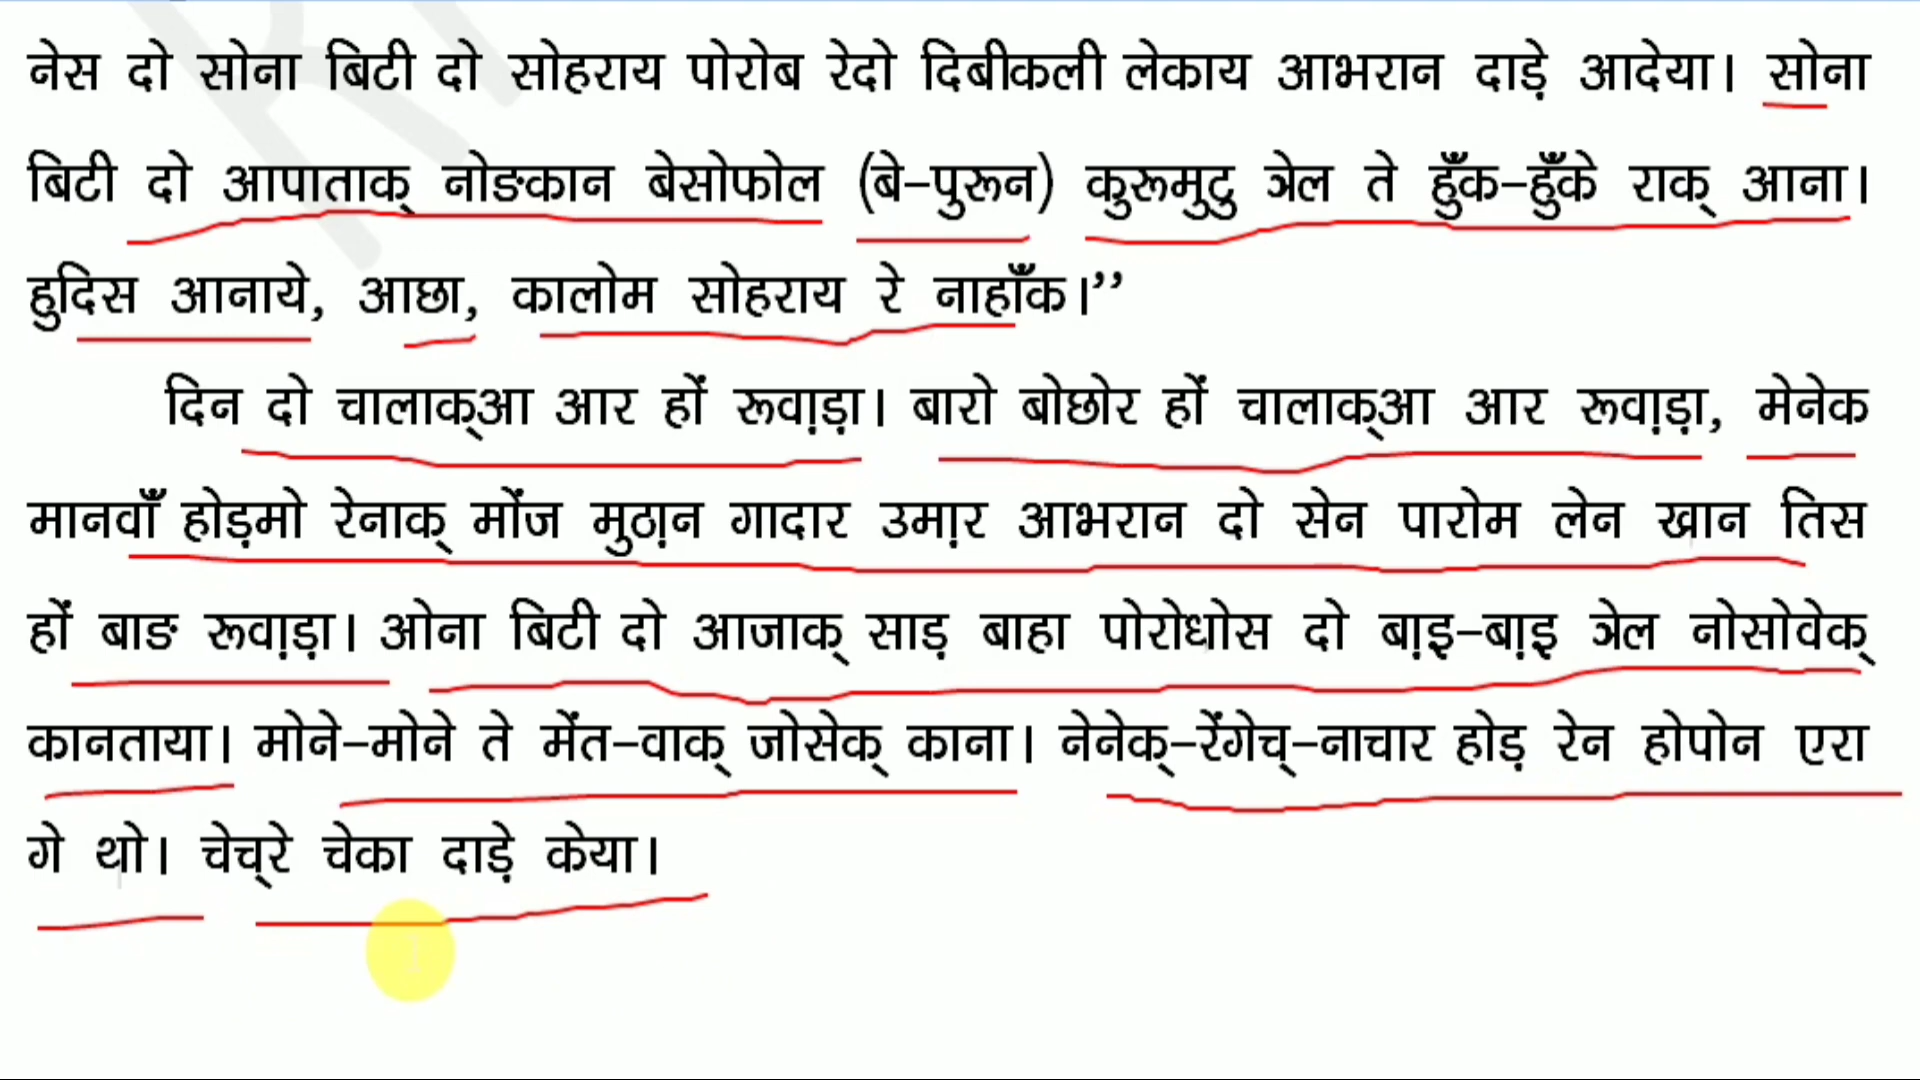 नेस दो सोना बिटी दो सोहराय पोरोब रेदो दिबीकली लेकाय आभरान दाड़े आदेया। सोना
बिटी दो आपाताक् नोङकान बेसोफोल (बे-पुरून) कुरूमुटु ञेल ते हुँक-हुँके राक् आना।
हुदिस आनाये, आछा, कालोम सोहराय रे नाहाँक।’’
दिन दो चालाक्आ आर हों रूवाड़ा़। बारो बोछोर हों चालाक्आ आर रूवा़ड़ा, मेनेक
मानवाँ होड़मो रेनाक् मोंज मुठा़न गादार उमा़र आभरान दो सेन पारोम लेन खान तिस
हों बाङ रूवा़ड़ा। ओना बिटी दो आजाक् साड़ बाहा पोरोधोस दो बा़इ-बा़इ ञेल नोसोवेक्
कानताया। मोने-मोने ते मेंत-वाक् जोसेक् काना। नेनेक्-रेंगेच्-नाचार होड़ रेन होपोन एरा
गे थो। चेच्रे चेका दाड़े केया।